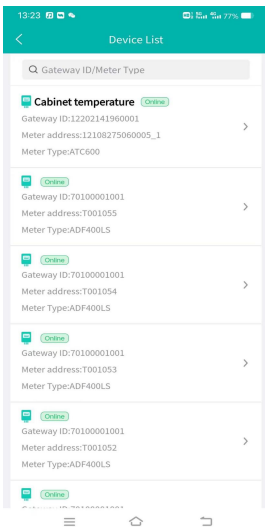 13:23
77%
Device List
Gateway ID/Meter Type
Cabinet temperature Online
Gateway ID:12202141960001
Meter address:12108275060005_1
Meter Type:ATC600
Online
Gateway ID:70100001001
Meter address:T001055
Meter Type:ADF400LS
Online
Gateway ID:70100001001
Meter address:T001054
Meter Type:ADF400LS
Online
Gateway ID:70100001001
Meter address:T001053
Meter Type:ADF400LS
Online
Gateway ID:70100001001
Meter address:T001052
Meter Type:ADF400LS
Online